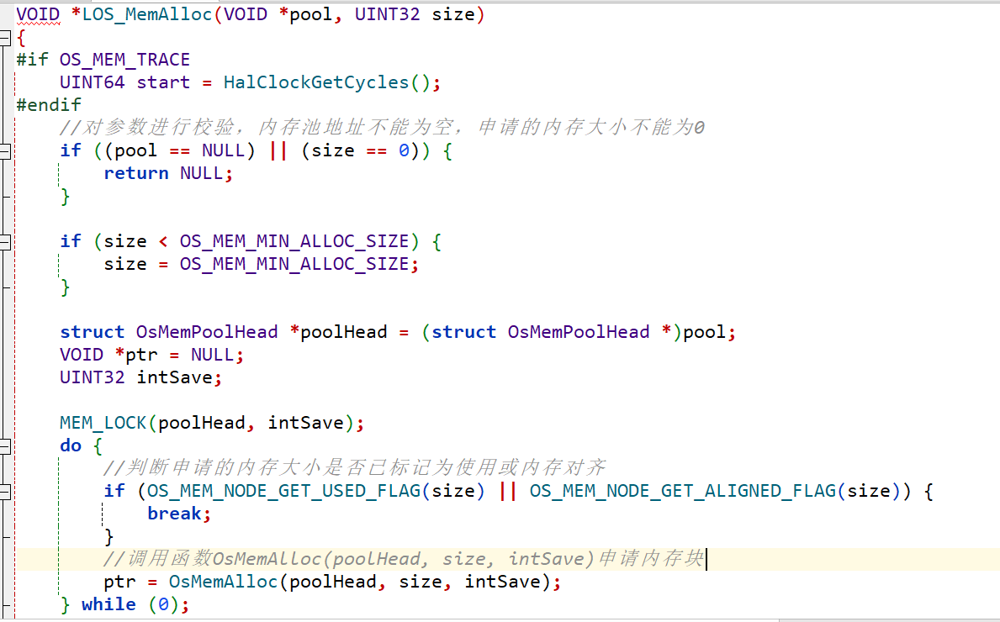 VOID *LOS_MemAlloc(VOID *pool, UINT32 size)
{
#if OS_MEM_TRACE
    UINT64 start = HalClockGetCycles();
#endif
    //对参数进行校验，内存池地址不能为空，申请的内存大小不能为0
    if ((pool == NULL) || (size == 0)) {
        return NULL;
    }

    if (size < OS_MEM_MIN_ALLOC_SIZE) {
        size = OS_MEM_MIN_ALLOC_SIZE;
    }

    struct OsMemPoolHead *poolHead = (struct OsMemPoolHead *)pool;
    VOID *ptr = NULL;
    UINT32 intSave;

    MEM_LOCK(poolHead, intSave);
    do {
        //判断申请的内存大小是否已标记为使用或内存对齐
        if (OS_MEM_NODE_GET_USED_FLAG(size) || OS_MEM_NODE_GET_ALIGNED_FLAG(size)) {
            break;
        }
        //调用函数OsMemAlloc(poolHead, size, intSave)申请内存块
        ptr = OsMemAlloc(poolHead, size, intSave);
    } while (0);